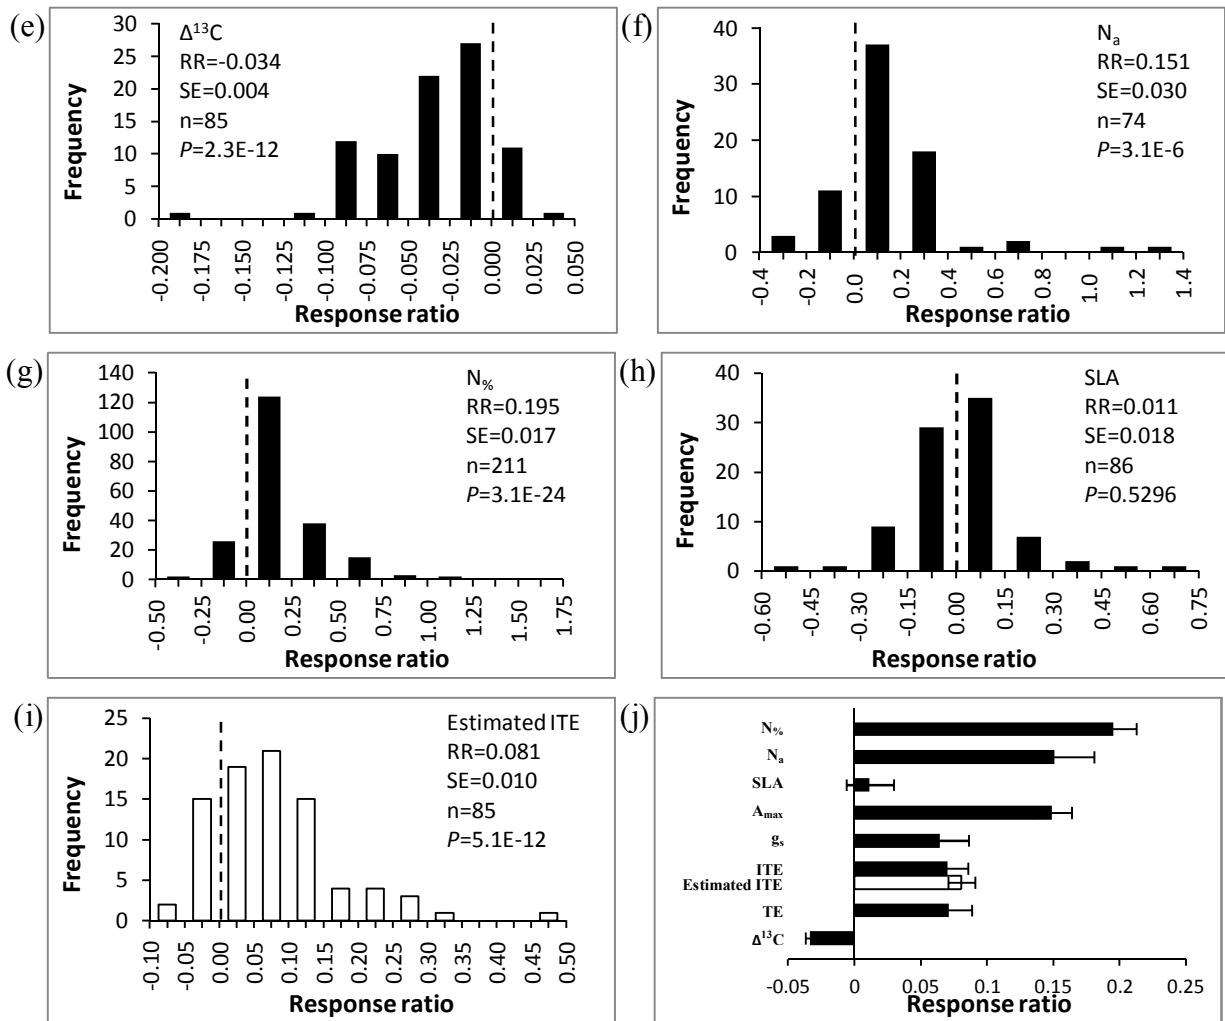 (e)
Δ¹³C
RR=-0.034
SE=0.004
n=85
P=2.3E-12
Frequency
30
25
20
15
10
5
0
-0.200
-0.175
-0.150
-0.125
-0.100
-0.075
-0.050
-0.025
0.000
0.025
0.050
Response ratio
(f)
Nₐ
RR=0.151
SE=0.030
n=74
P=3.1E-6
Frequency
40
30
20
10
0
-0.4
-0.2
0.0
0.2
0.4
0.6
0.8
1.0
1.2
1.4
Response ratio
(g)
N%
RR=0.195
SE=0.017
n=211
P=3.1E-24
Frequency
140
120
100
80
60
40
20
0
-0.50
-0.25
0.00
0.25
0.50
0.75
1.00
1.25
1.50
1.75
Response ratio
(h)
SLA
RR=0.011
SE=0.018
n=86
P=0.5296
Frequency
40
30
20
10
0
-0.60
-0.45
-0.30
-0.15
0.00
0.15
0.30
0.45
0.60
0.75
Response ratio
(i)
Estimated ITE
RR=0.081
SE=0.010
n=85
P=5.1E-12
Frequency
25
20
15
10
5
0
-0.10
-0.05
0.00
0.05
0.10
0.15
0.20
0.25
0.30
0.35
0.40
0.45
0.50
Response ratio
(j)
N%
Nₐ
SLA
Amax
gs
ITE
Estimated ITE
TE
Δ¹³C
-0.05
0
0.05
0.1
0.15
0.2
0.25
Response ratio